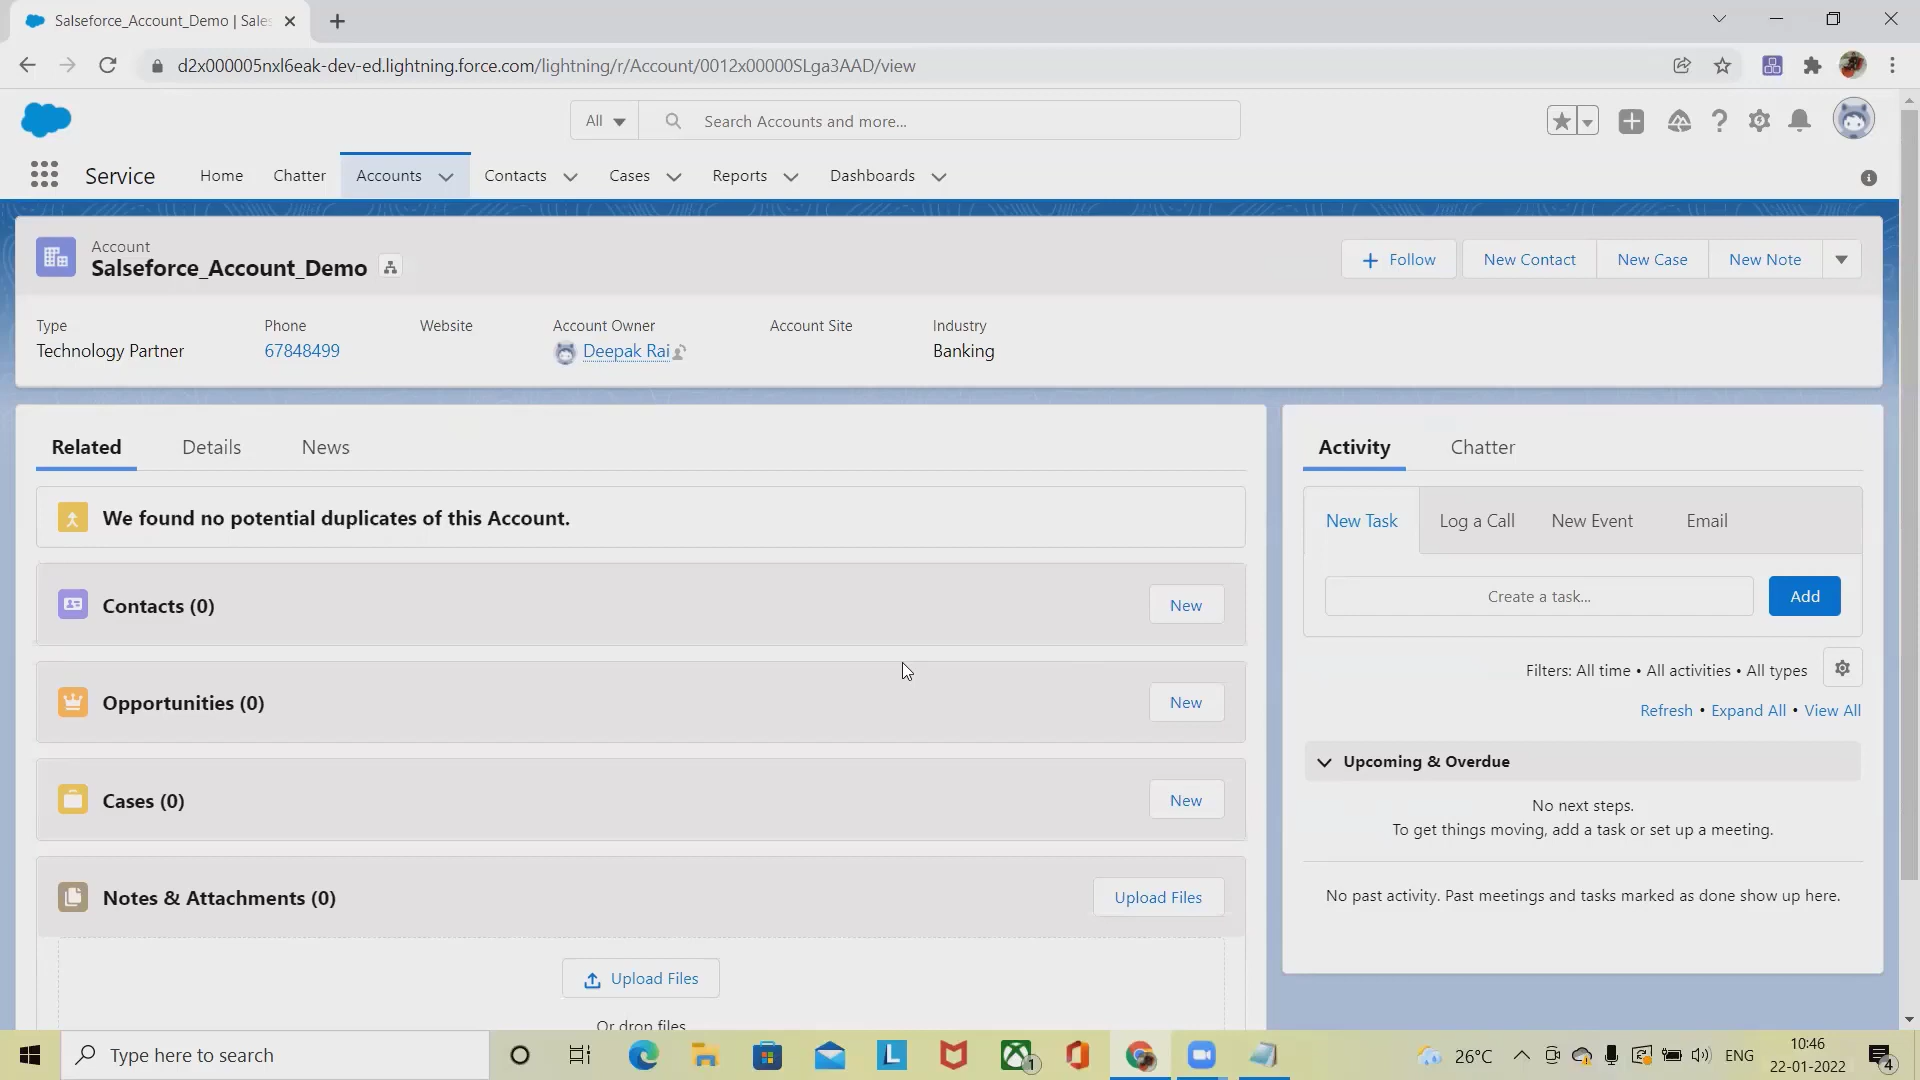 Salseforce_Account_Demo | Sales
d2x000005nxl6eak-dev-ed.lightning.force.com/lightning/r/Account/0012x00000SLga3AAD/view
All
Search Accounts and more...
Service
Home
Chatter
Accounts
Contacts
Cases
Reports
Dashboards
Account
Salseforce_Account_Demo
Follow
New Contact
New Case
New Note
Type
Phone
Website
Account Owner
Account Site
Industry
Technology Partner
67848499
Deepak Rai
Banking
Related
Details
News
We found no potential duplicates of this Account.
Contacts (0)
New
Opportunities (0)
New
Cases (0)
New
Notes & Attachments (0)
Upload Files
Upload Files
Or drop files
Activity
Chatter
New Task
Log a Call
New Event
Email
Create a task...
Add
Filters: All time • All activities • All types
Refresh • Expand All • View All
Upcoming & Overdue
No next steps.
To get things moving, add a task or set up a meeting.
No past activity. Past meetings and tasks marked as done show up here.
Type here to search
L
1
26°C
ENG
10:46
22-01-2022
4